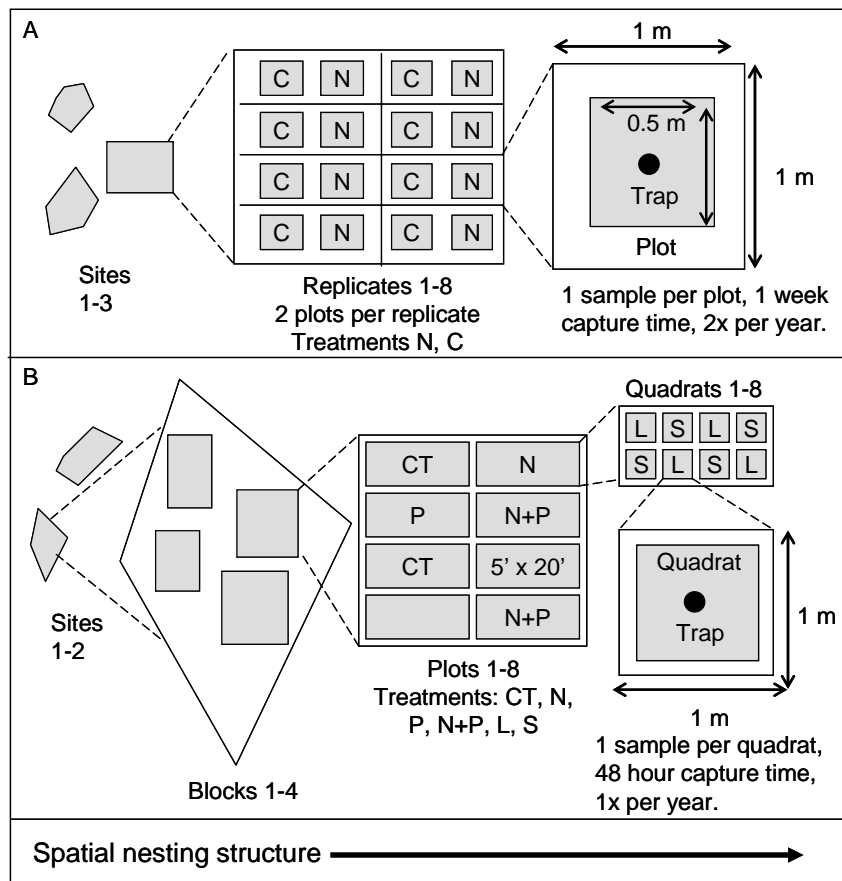 A
C N C N
C N C N
C N C N
C N C N
1 m
0.5 m
Trap
Plot
1 m
Sites
1-3
Replicates 1-8
2 plots per replicate
Treatments N, C
1 sample per plot, 1 week
capture time, 2x per year.
B
Quadrats 1-8
L S L S
S L S L
CT N
P N+P
CT 5’ x 20’
N+P
Quadrat
Trap
1 m
1 m
Sites
1-2
Blocks 1-4
Plots 1-8
Treatments: CT, N,
P, N+P, L, S
1 sample per quadrat,
48 hour capture time,
1x per year.
Spatial nesting structure